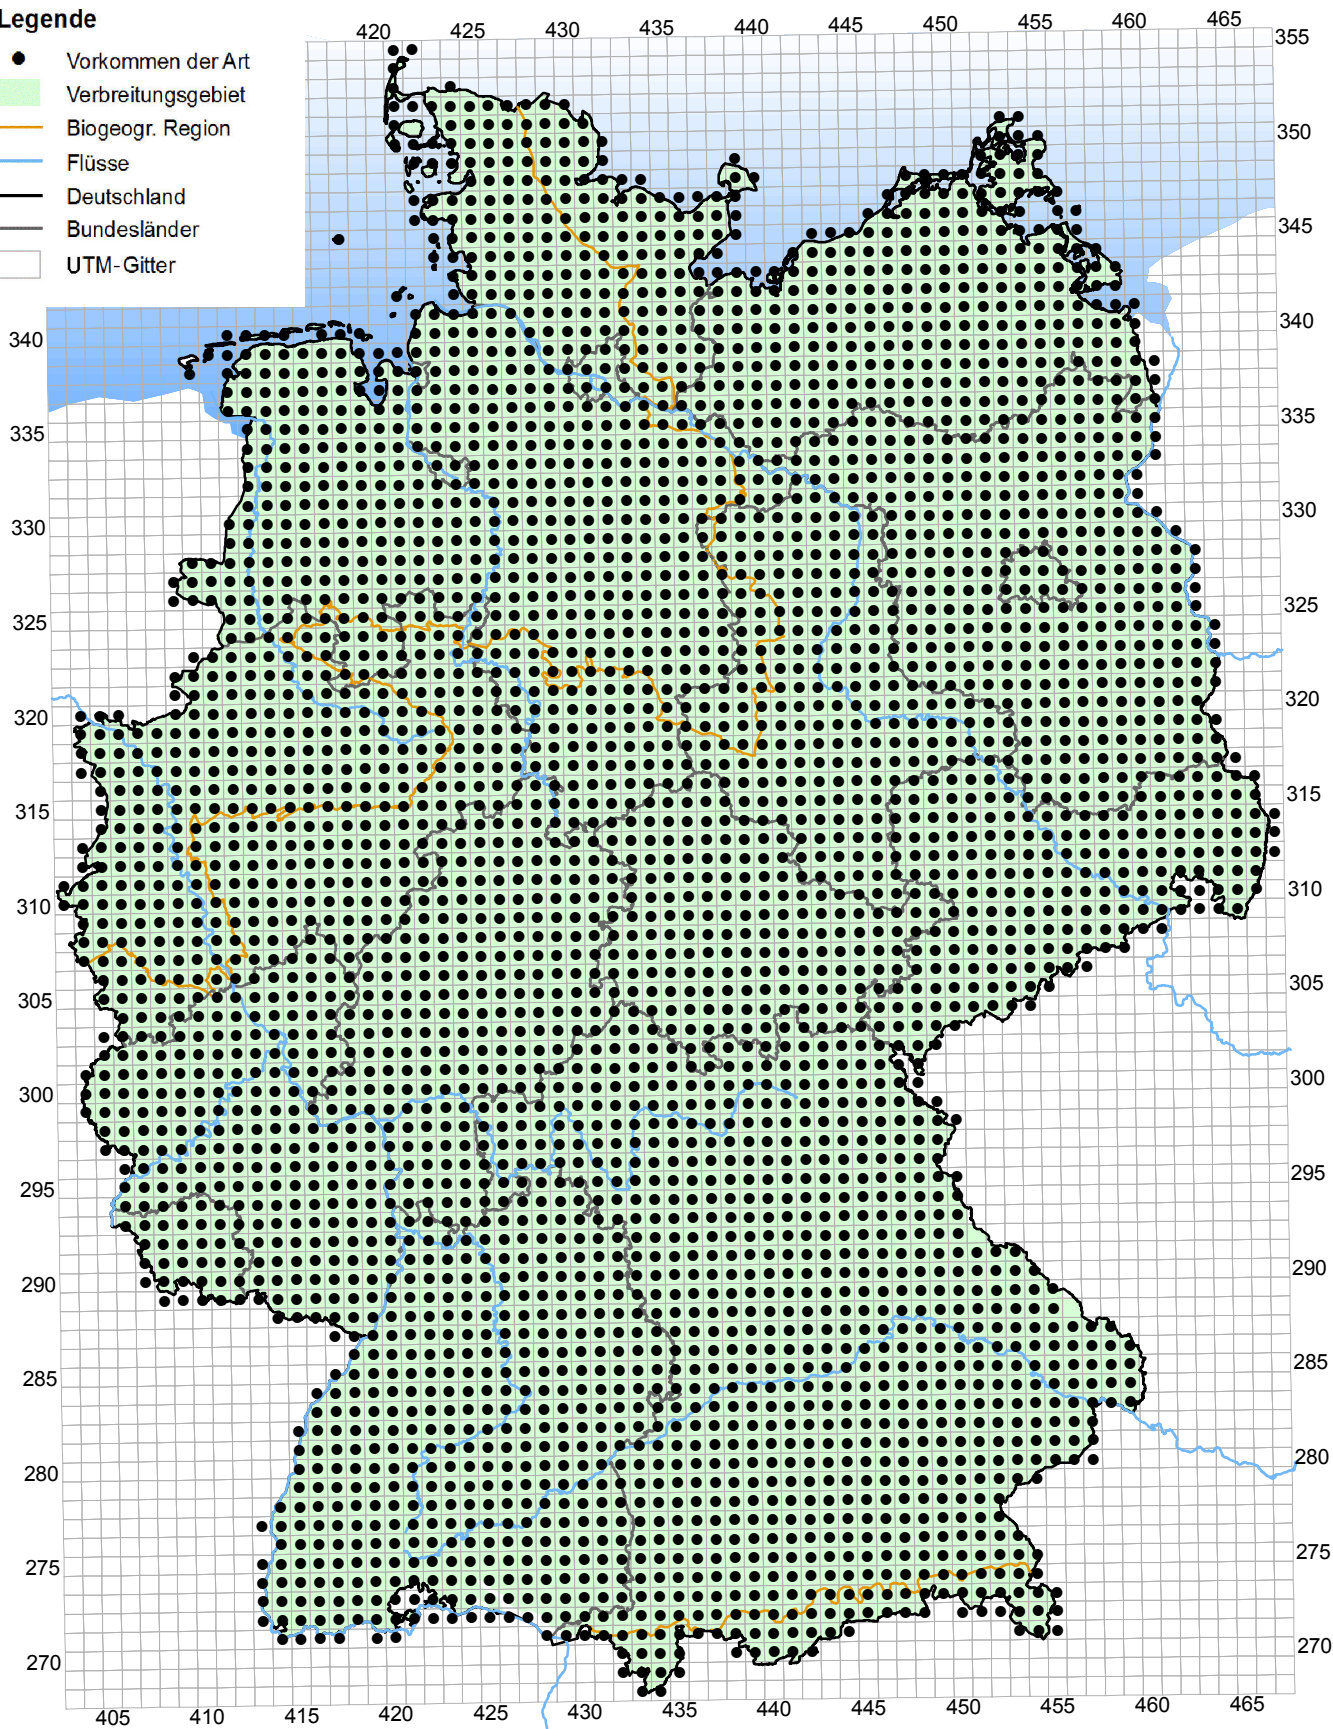 Legende
Vorkommen der Art
Verbreitungsgebiet
Biogeogr. Region
Flüsse
Deutschland
Bundesländer
UTM-Gitter
420 425 430 435 440 445 450 455 460 465
355
350
345
340 340
335 335
330 330
325 325
320 320
315 315
310 310
305 305
300 300
295 295
290 290
285 285
280 280
275 275
270 270
405 410 415 420 425 430 435 440 445 450 455 460 465